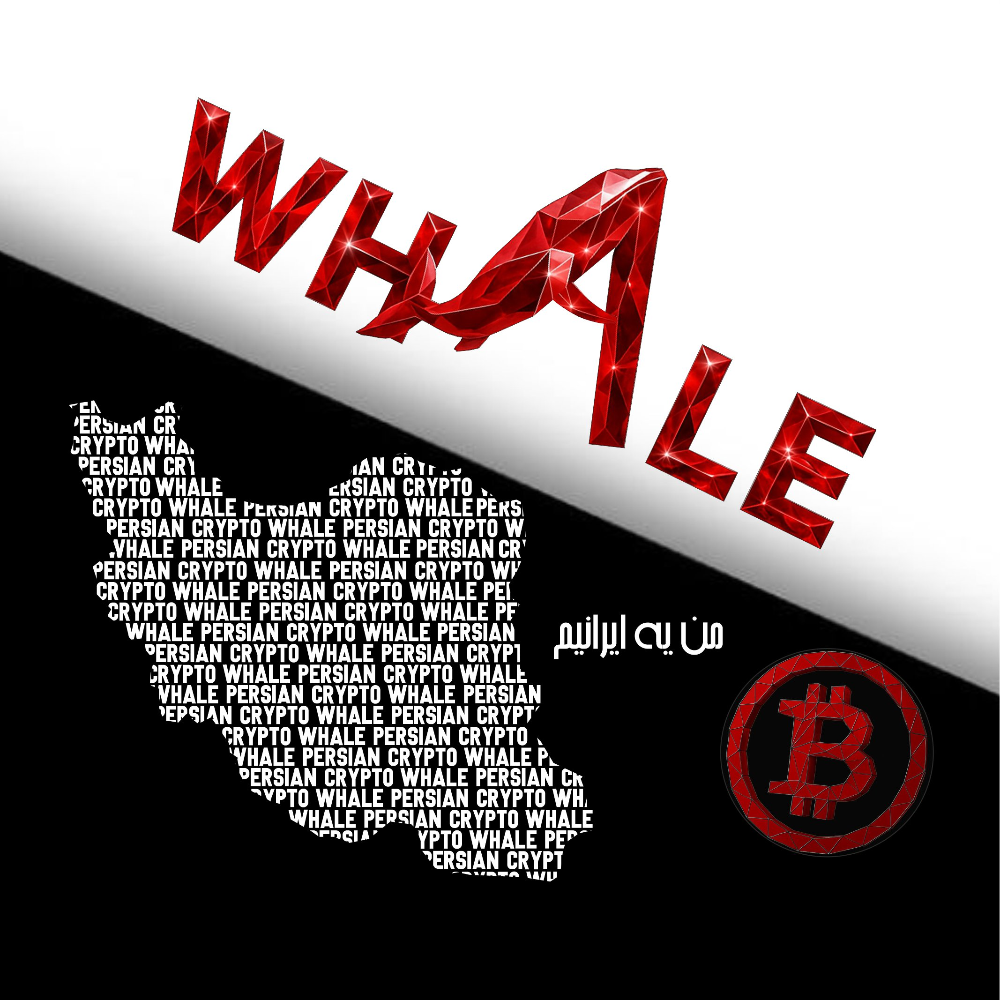 WHALE
PERSIAN CR
CRYPTO WHA
PERSIAN CRY
IAN CRYPTO
CRYPTO WHALE
ERSIAN CRYPTO
CRYPTO WHALE PERSIAN CRYPTO WHALE PERS
PERSIAN CRYPTO WHALE PERSIAN CRYPTO W
WHALE PERSIAN CRYPTO WHALE PERSIAN CR
PERSIAN CRYPTO WHALE PERSIAN CRYPTO WH
CRYPTO WHALE PERSIAN CRYPTO WHALE PE
CRYPTO WHALE PERSIAN CRYPTO WHALE PE
WHALE PERSIAN CRYPTO WHALE PERSIAN
من یه ایرانیم
PERSIAN CRYPTO WHALE PERSIAN CRYPT
CRYPTO WHALE PERSIAN CRYPTO WHALE
WHALE PERSIAN CRYPTO WHALE PERSIAN
PERSIAN CRYPTO WHALE PERSIAN CRYPT
CRYPTO WHALE PERSIAN CRYPTO
WHALE PERSIAN CRYPTO WHALE P
PERSIAN CRYPTO WHALE PERSIAN CR
RYPTO WHALE PERSIAN CRYPTO WH
WHALE PERSIAN CRYPTO WHALE
PERSIA YPTO WHALE PER
PERSIAN CRYPT
CRYPTO WH